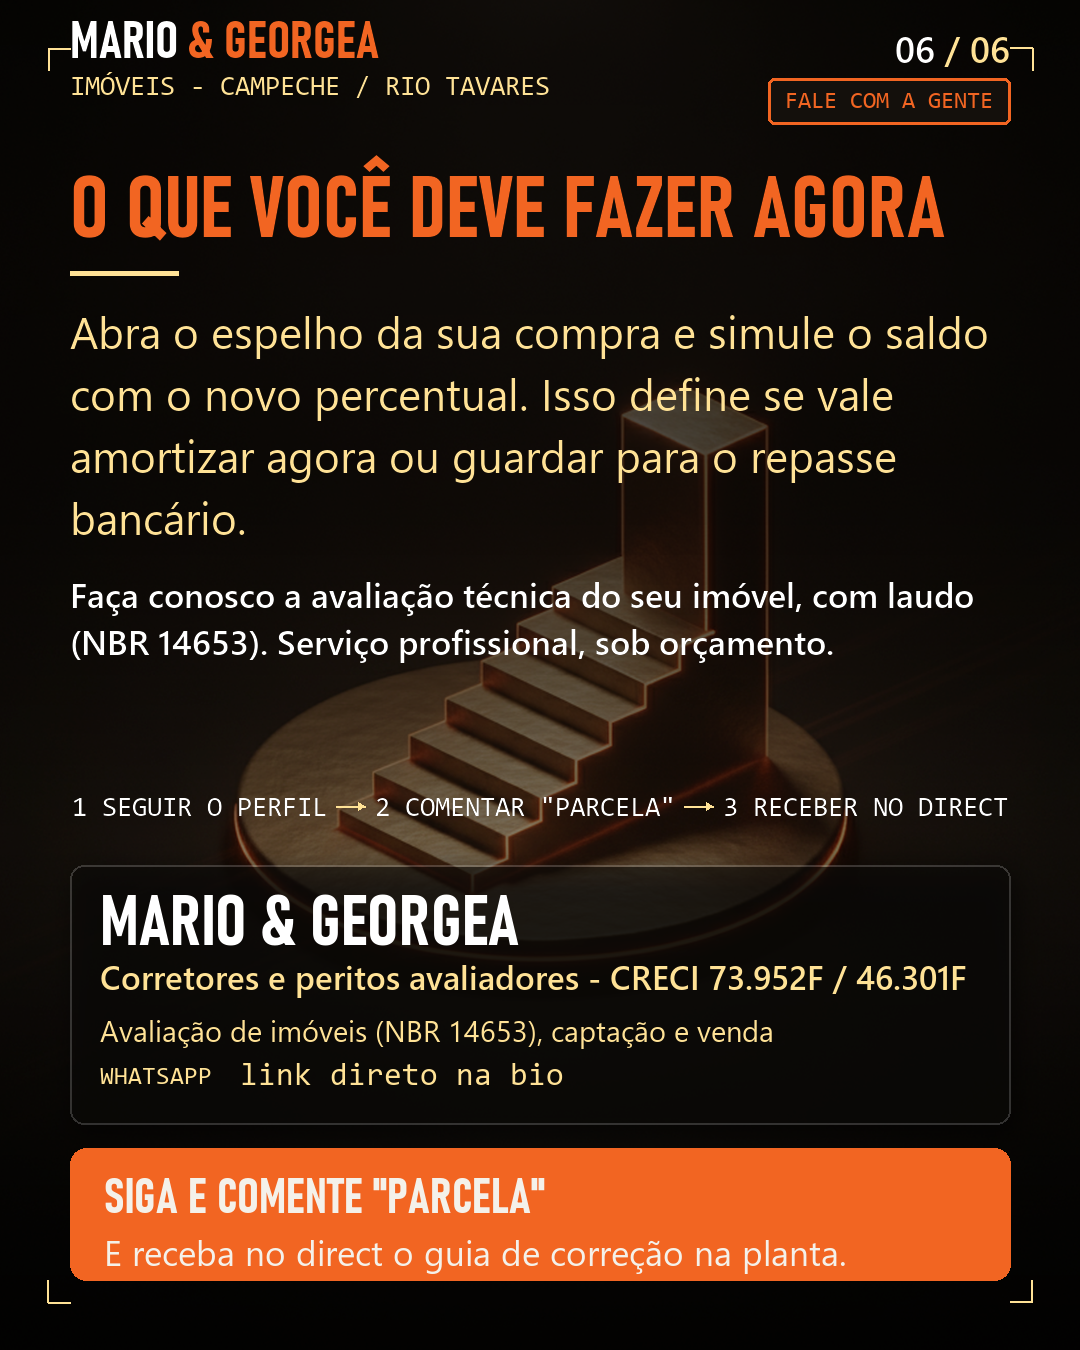 MARIO & GEORGEA
IMÓVEIS - CAMPECHE / RIO TAVARES
06 / 06
FALE COM A GENTE
O QUE VOCÊ DEVE FAZER AGORA
Abra o espelho da sua compra e simule o saldo
com o novo percentual. Isso define se vale
amortizar agora ou guardar para o repasse
bancário.
Faça conosco a avaliação técnica do seu imóvel, com laudo
(NBR 14653). Serviço profissional, sob orçamento.
1 SEGUIR O PERFIL → 2 COMENTAR "PARCELA" → 3 RECEBER NO DIRECT
MARIO & GEORGEA
Corretores e peritos avaliadores - CRECI 73.952F / 46.301F
Avaliação de imóveis (NBR 14653), captação e venda
WHATSAPP link direto na bio
SIGA E COMENTE "PARCELA"
E receba no direct o guia de correção na planta.